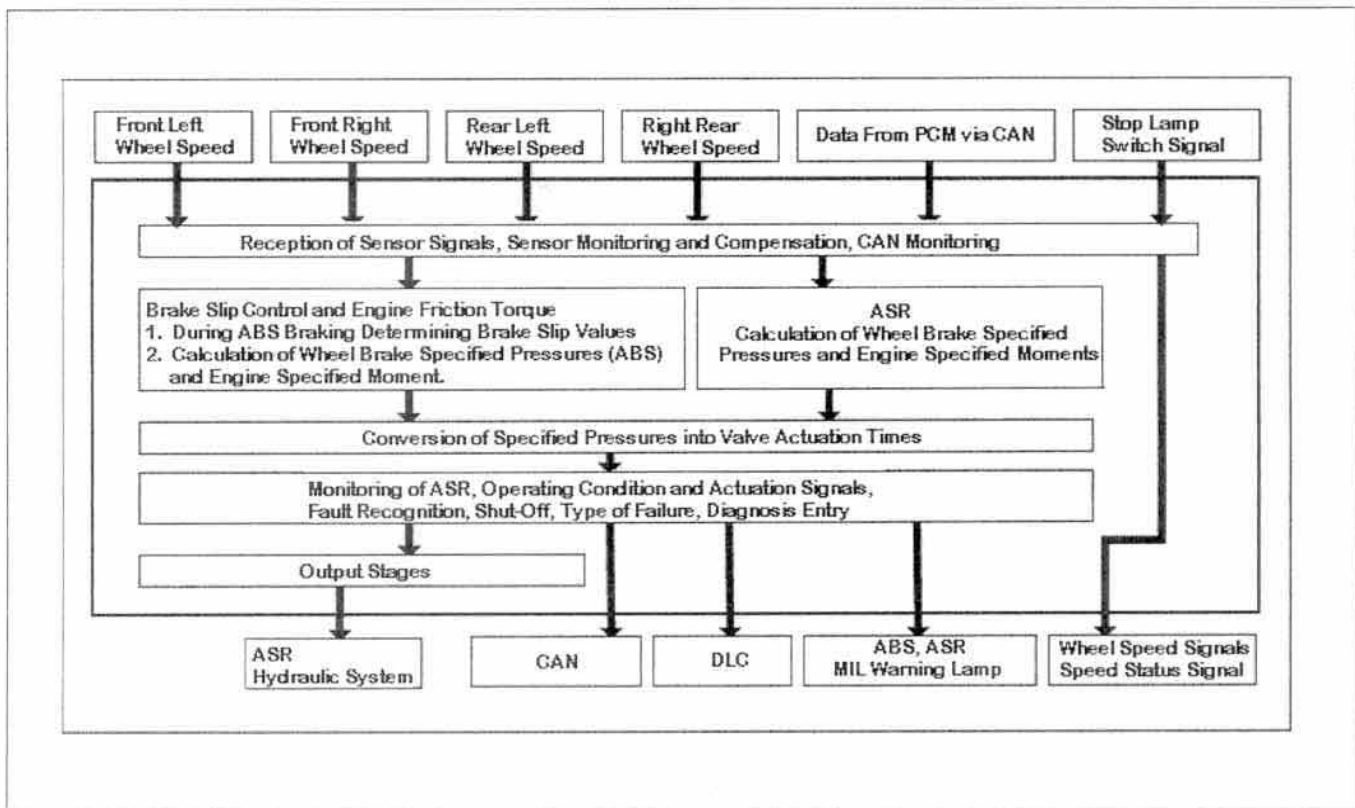 Front Left
Wheel Speed
Front Right
Wheel Speed
Rear Left
Wheel Speed
Right Rear
Wheel Speed
Data From PCM via CAN
Stop Lamp
Switch Signal
Reception of Sensor Signals, Sensor Monitoring and Compensation, CAN Monitoring
Brake Slip Control and Engine Friction Torque
1. During ABS Braking Determining Brake Slip Values
2. Calculation of Wheel Brake Specified Pressures (ABS)
and Engine Specified Moment.
ASR
Calculation of Wheel Brake Specified
Pressures and Engine Specified Moments
Conversion of Specified Pressures into Valve Actuation Times
Monitoring of ASR, Operating Condition and Actuation Signals,
Fault Recognition, Shut-Off, Type of Failure, Diagnosis Entry
Output Stages
ASR
Hydraulic System
CAN
DLC
ABS, ASR
MIL Warning Lamp
Wheel Speed Signals
Speed Status Signal